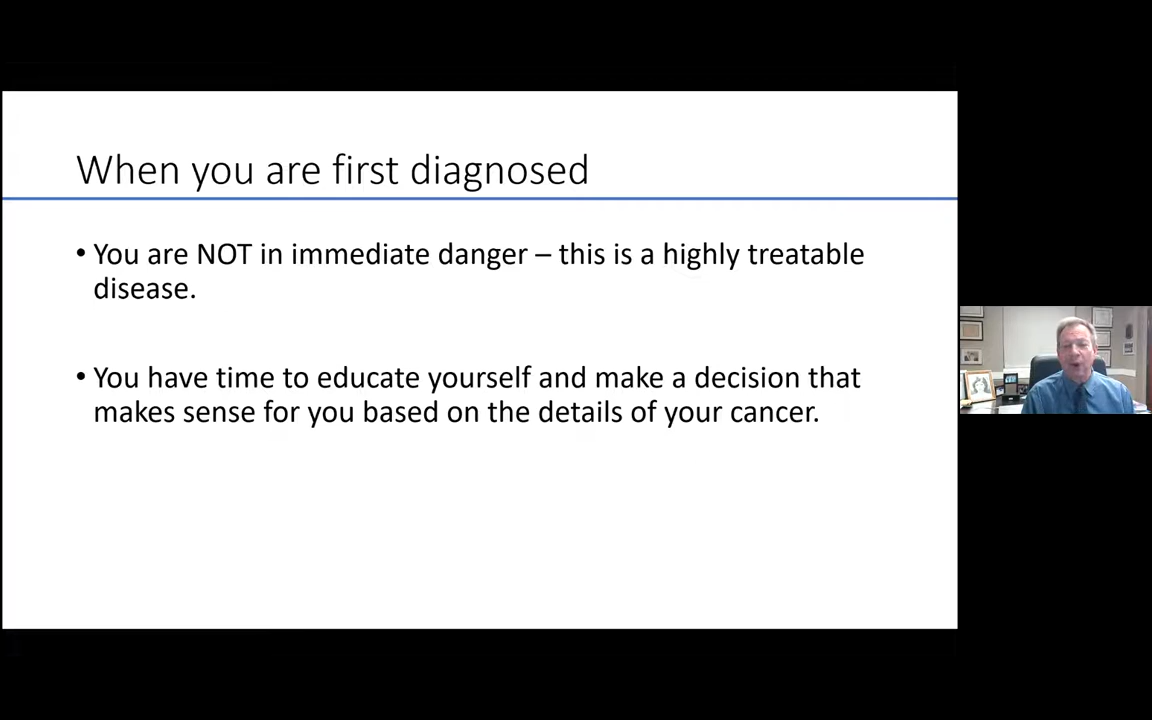 When you are first diagnosed
• You are NOT in immediate danger – this is a highly treatable
disease.
• You have time to educate yourself and make a decision that
makes sense for you based on the details of your cancer.